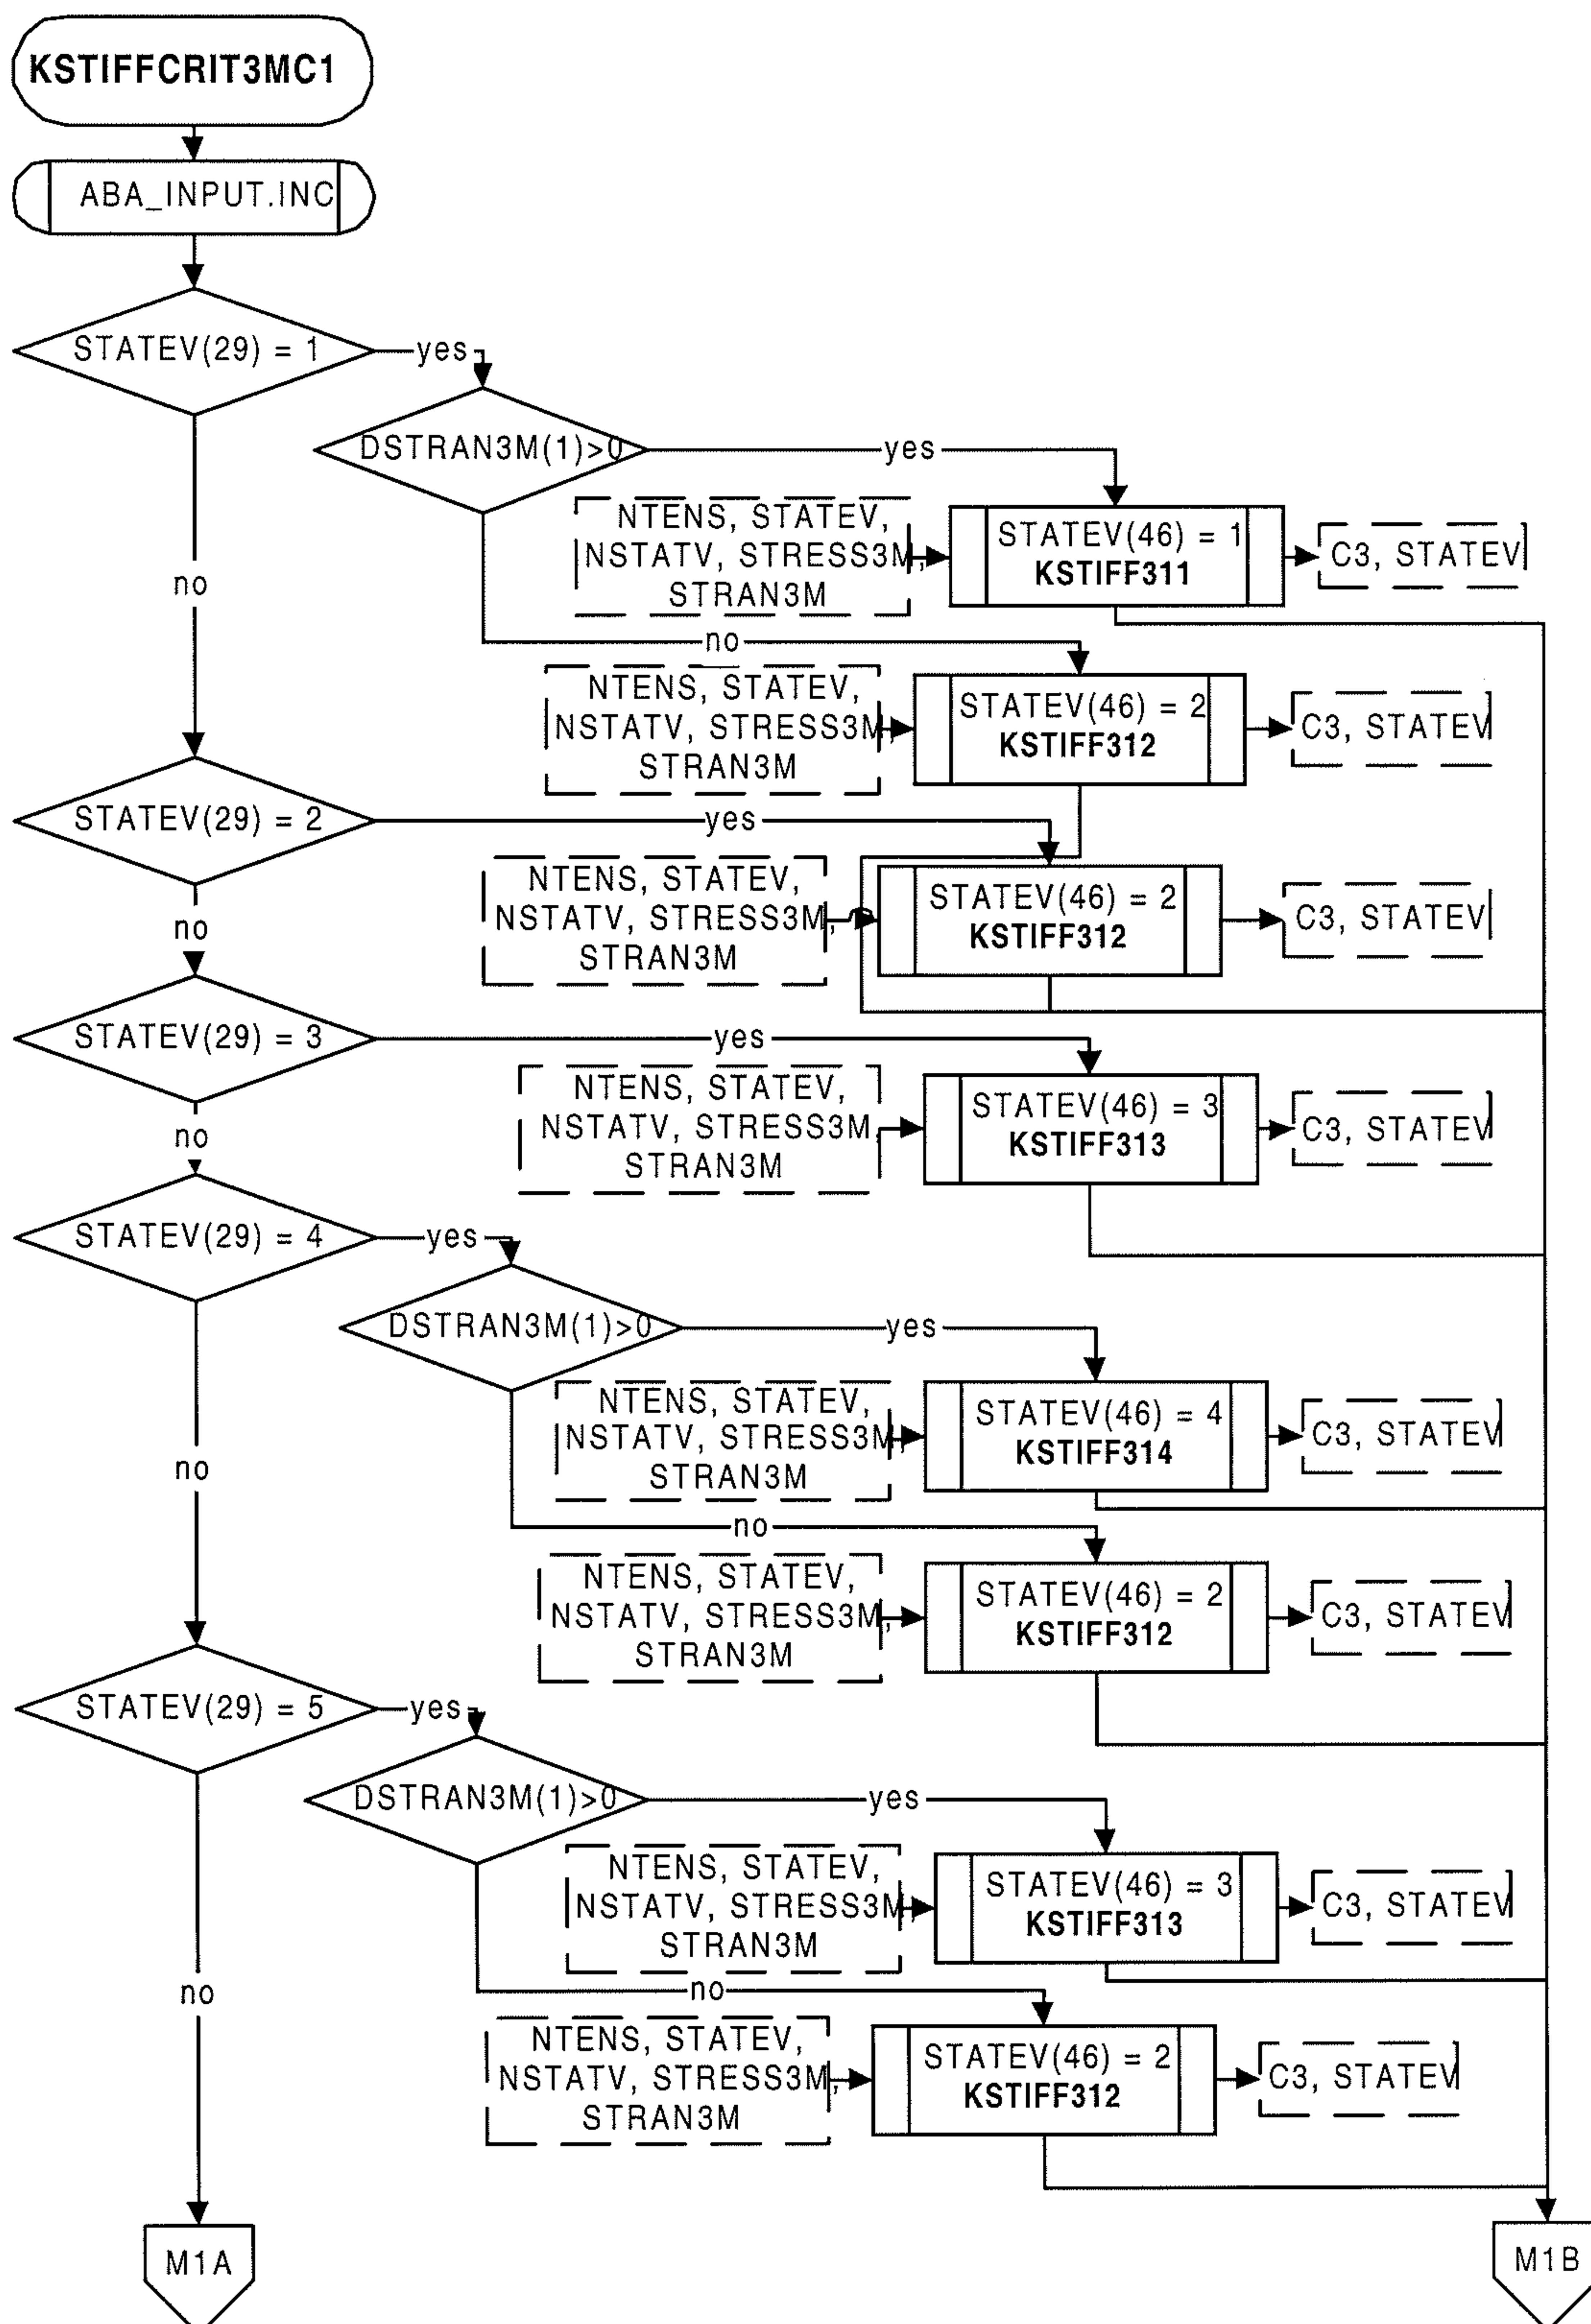 KSTIFFCRIT3MC1
ABA_INPUT.INC
STATEV(29) = 1
yes
DSTRAN3M(1)>0
yes
NTENS, STATEV,
NSTATV, STRESS3M,
STRAN3M
STATEV(46) = 1
KSTIFF311
C3, STATEV
no
no
NTENS, STATEV,
NSTATV, STRESS3M,
STRAN3M
STATEV(46) = 2
KSTIFF312
C3, STATEV
STATEV(29) = 2
yes
NTENS, STATEV,
NSTATV, STRESS3M,
STRAN3M
STATEV(46) = 2
KSTIFF312
C3, STATEV
no
STATEV(29) = 3
yes
NTENS, STATEV,
NSTATV, STRESS3M,
STRAN3M
STATEV(46) = 3
KSTIFF313
C3, STATEV
no
STATEV(29) = 4
yes
DSTRAN3M(1)>0
yes
NTENS, STATEV,
NSTATV, STRESS3M,
STRAN3M
STATEV(46) = 4
KSTIFF314
C3, STATEV
no
no
NTENS, STATEV,
NSTATV, STRESS3M,
STRAN3M
STATEV(46) = 2
KSTIFF312
C3, STATEV
STATEV(29) = 5
yes
DSTRAN3M(1)>0
yes
NTENS, STATEV,
NSTATV, STRESS3M,
STRAN3M
STATEV(46) = 3
KSTIFF313
C3, STATEV
no
no
NTENS, STATEV,
NSTATV, STRESS3M,
STRAN3M
STATEV(46) = 2
KSTIFF312
C3, STATEV
M1A
M1B